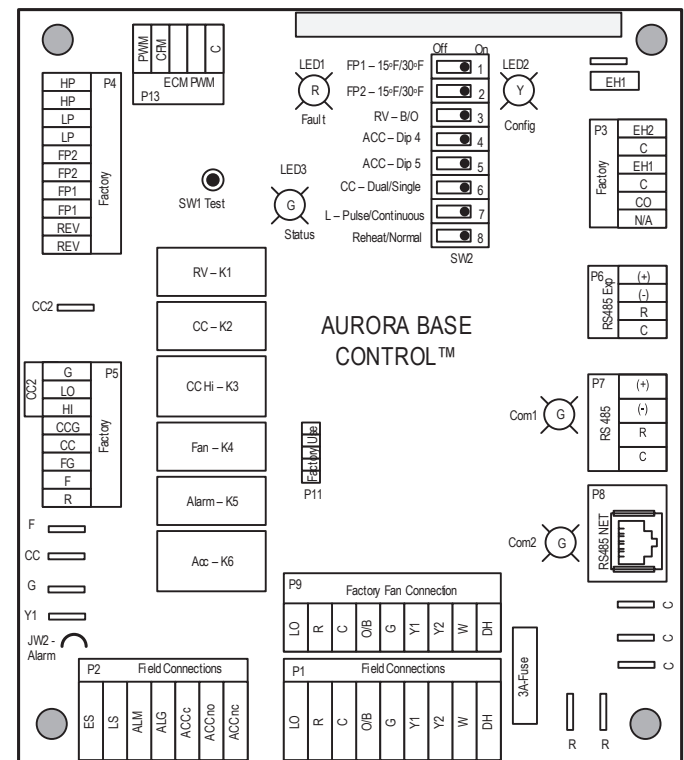 PWM
CFM
C
ECM PWM
P13
HP
HP
LP
LP
FP2
FP2
FP1
FP1
REV
REV
P4
Factory
LED1
R
Fault
Off On
FP1 – 15°F/30°F 1
FP2 – 15°F/30°F 2
RV – B/O 3
ACC – Dip 4 4
ACC – Dip 5 5
CC – Dual/Single 6
L – Pulse/Continuous 7
Reheat/Normal 8
SW2
LED2
Y
Config
EH1
P3
Factory
EH2
C
EH1
C
CO
N/A
SW1 Test
LED3
G
Status
RV – K1
CC – K2
CC Hi – K3
Fan – K4
Alarm – K5
Acc – K6
AURORA BASE
CONTROL™
P6
RS485 Exp
(+)
(-)
R
C
P7
RS 485
(+)
(-)
R
C
Com1
G
P8
RS485 NET
Com2
G
CC2
CC2
G
LO
HI
CCG
CC
FG
F
R
P5
Factory
Factory Use
P11
F
CC
G
Y1
JW2 -
Alarm
P9 Factory Fan Connection
LO R C O/B G Y1 Y2 W DH
P2 Field Connections
ES LS ALM ALG ACCc ACCno ACCnc
P1 Field Connections
LO R C O/B G Y1 Y2 W DH
3A-Fuse
C
C
C
R R